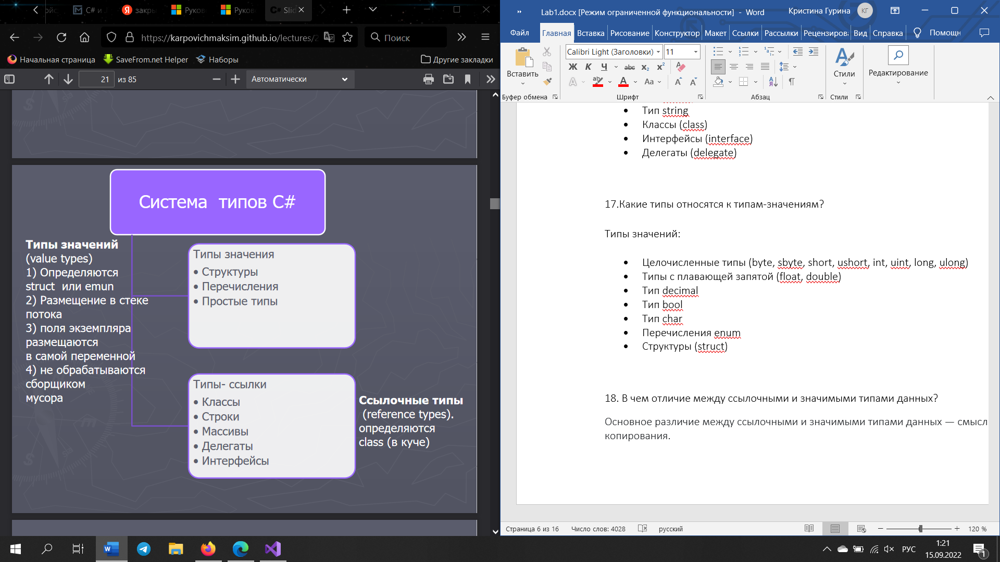 C# и
закры
Руков
Руков
C# Slid
https://karpovichmaksim.github.io/lectures/2
Поиск
Начальная страница
SaveFrom.net Helper
Наборы
Другие закладки
21 из 85
Автоматически
Система типов C#
Типы значений
(value types)
1) Определяются
struct или emun
2) Размещение в стеке
потока
3) поля экземпляра
размещаются
в самой переменной
4) не обрабатываются
сборщиком
мусора
Типы значения
• Структуры
• Перечисления
• Простые типы
Типы- ссылки
• Классы
• Строки
• Массивы
• Делегаты
• Интерфейсы
Ссылочные типы
(reference types).
определяются
class (в куче)
Lab1.docx [Режим ограниченной функциональности] - Word
Кристина Гурина
КГ
Файл Главная Вставка Рисование Конструктор Макет Ссылки Рассылки Рецензирова Вид Справка Помощн
Вставить
Буфер обмена
Calibri Light (Заголовки) 11
Ж К Ч abc x₂ x²
A ab A Aa A A
Шрифт
Абзац
Стили
Стили
Редактирование
• Тип string
• Классы (class)
• Интерфейсы (interface)
• Делегаты (delegate)
17.Какие типы относятся к типам-значениям?
Типы значений:
• Целочисленные типы (byte, sbyte, short, ushort, int, uint, long, ulong)
• Типы с плавающей запятой (float, double)
• Тип decimal
• Тип bool
• Тип char
• Перечисления enum
• Структуры (struct)
18. В чем отличие между ссылочными и значимыми типами данных?
Основное различие между ссылочными и значимыми типами данных — смысл
копирования.
Страница 6 из 16 Число слов: 4028 русский 120 %
РУС
1:21
15.09.2022
1